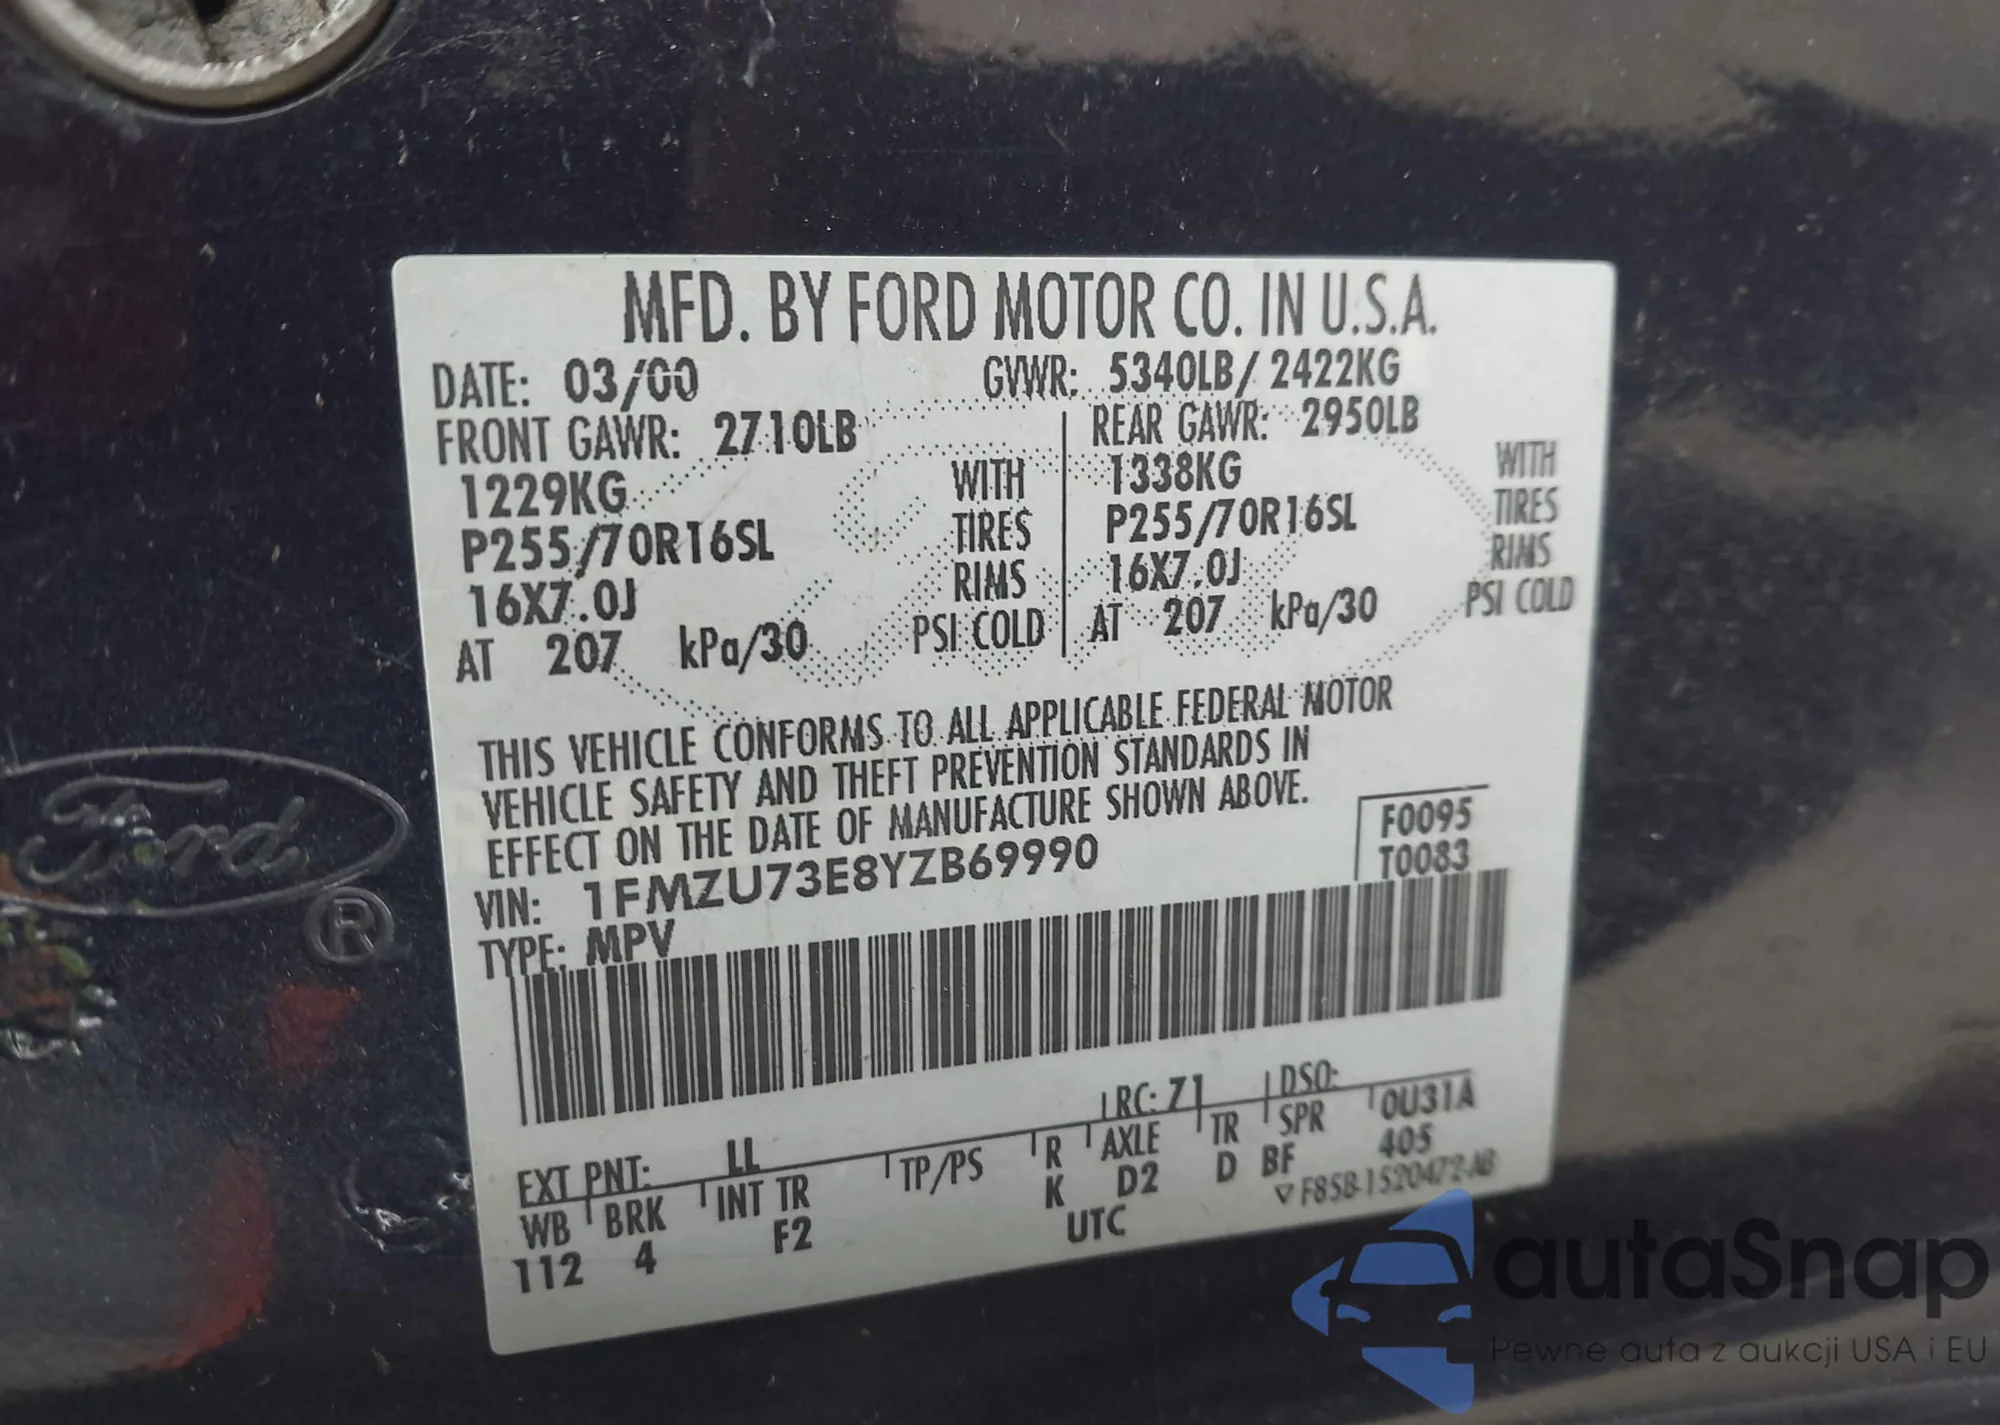 MFD. BY FORD MOTOR CO. IN U.S.A.
DATE: 03/00 GVWR: 5340LB/ 2422KG
FRONT GAWR: 2710LB REAR GAWR: 2950LB
1229KG WITH 1338KG WITH
P255/70R16SL TIRES P255/70R16SL TIRES
16X7.0J RIMS 16X7.0J RIMS
AT 207 kPa/30 PSI COLD AT 207 kPa/30 PSI COLD
THIS VEHICLE CONFORMS TO ALL APPLICABLE FEDERAL MOTOR
VEHICLE SAFETY AND THEFT PREVENTION STANDARDS IN
EFFECT ON THE DATE OF MANUFACTURE SHOWN ABOVE.
VIN: 1FMZU73E8YZB69990 F0095
TYPE: MPV T0083
EXT PNT: LL RC: 71 DSO: 0U31A
WB BRK INT TR TP/PS R AXLE TR SPR 405
112 4 F2 K D2 D BF
UTC ▽ F85B-1520472-AB
Ford ®
autaSnap
Pewne auta z aukcji USA i EU